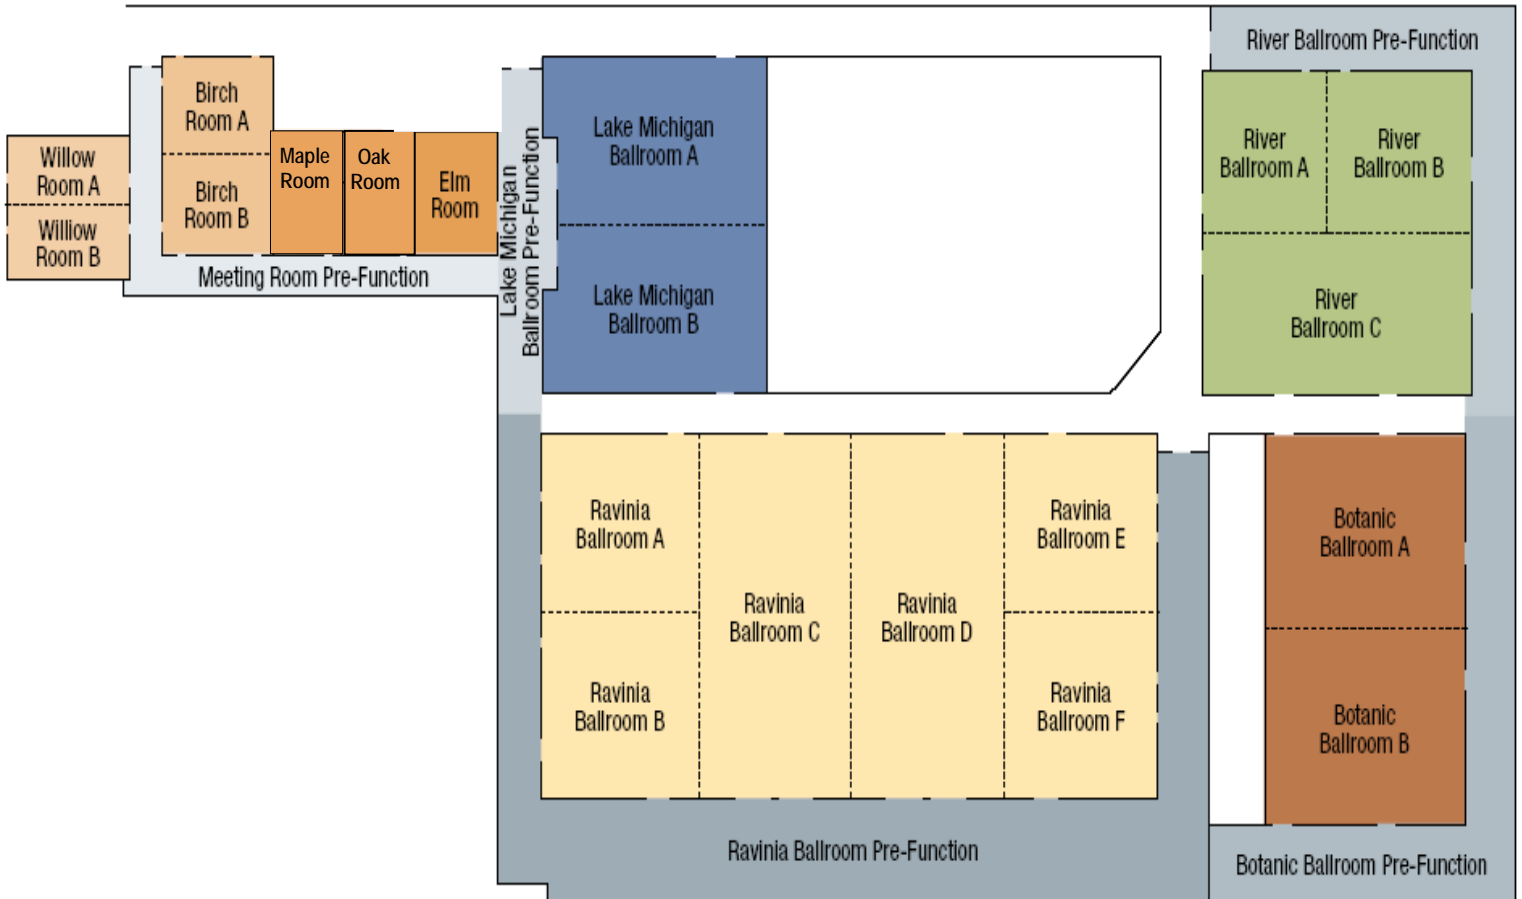 River Ballroom Pre-Function
Birch
Room A
Willow
Room A
Willow
Room B
Birch
Room B
Maple
Room
Oak
Room
Elm
Room
Meeting Room Pre-Function
Lake Michigan
Ballroom Pre-Function
Lake Michigan
Ballroom A
Lake Michigan
Ballroom B
River
Ballroom A
River
Ballroom B
River
Ballroom C
Ravinia
Ballroom A
Ravinia
Ballroom B
Ravinia
Ballroom C
Ravinia
Ballroom D
Ravinia
Ballroom E
Ravinia
Ballroom F
Botanic
Ballroom A
Botanic
Ballroom B
Ravinia Ballroom Pre-Function
Botanic Ballroom Pre-Function